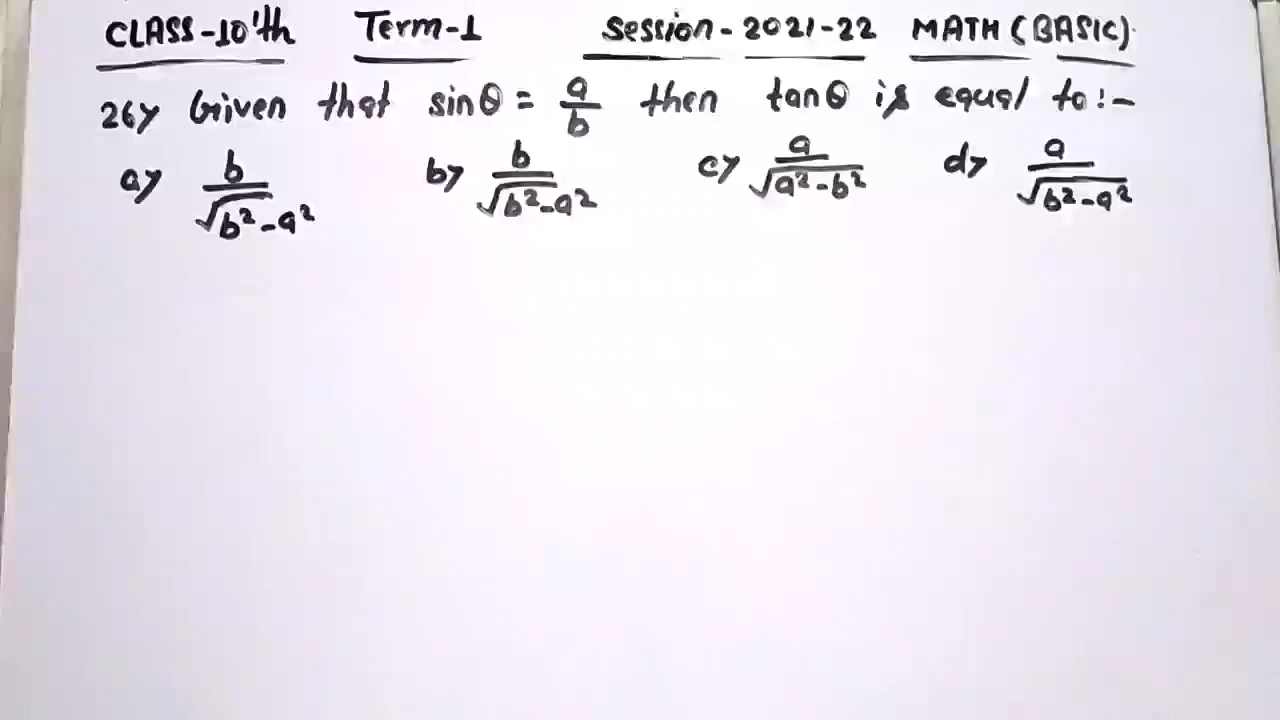 CLASS-10'th Term-1 Session-2021-22 MATH (BASIC).
26) Given that sinθ = a/b then tanθ is equal to:-
a) b/√b²-a² b) b/√b²-a² c) a/√a²-b² d) a/√b²-a²